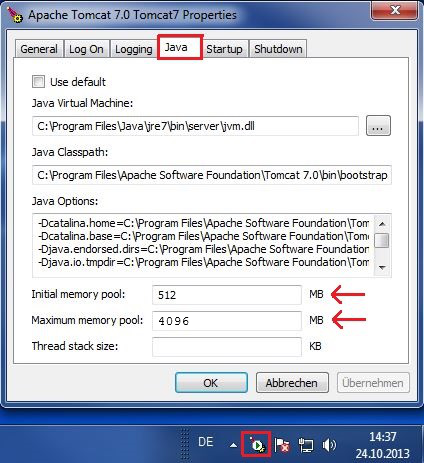 Apache Tomcat 7.0 Tomcat7 Properties
General Log On Logging Java Startup Shutdown
Use default
Java Virtual Machine:
C:\Program Files\Java\jre7\bin\server\jvm.dll
...
Java Classpath:
C:\Program Files\Apache Software Foundation\Tomcat 7.0\bin\bootstrap
Java Options:
-Dcatalina.home=C:\Program Files\Apache Software Foundation\Tom
-Dcatalina.base=C:\Program Files\Apache Software Foundation\Tomc
-Djava.endorsed.dirs=C:\Program Files\Apache Software Foundation\
-Djava.io.tmpdir=C:\Program Files\Apache Software Foundation\Tom
Initial memory pool: 512 MB
Maximum memory pool: 4096 MB
Thread stack size: KB
OK Abbrechen Übernehmen
DE 14:37
24.10.2013